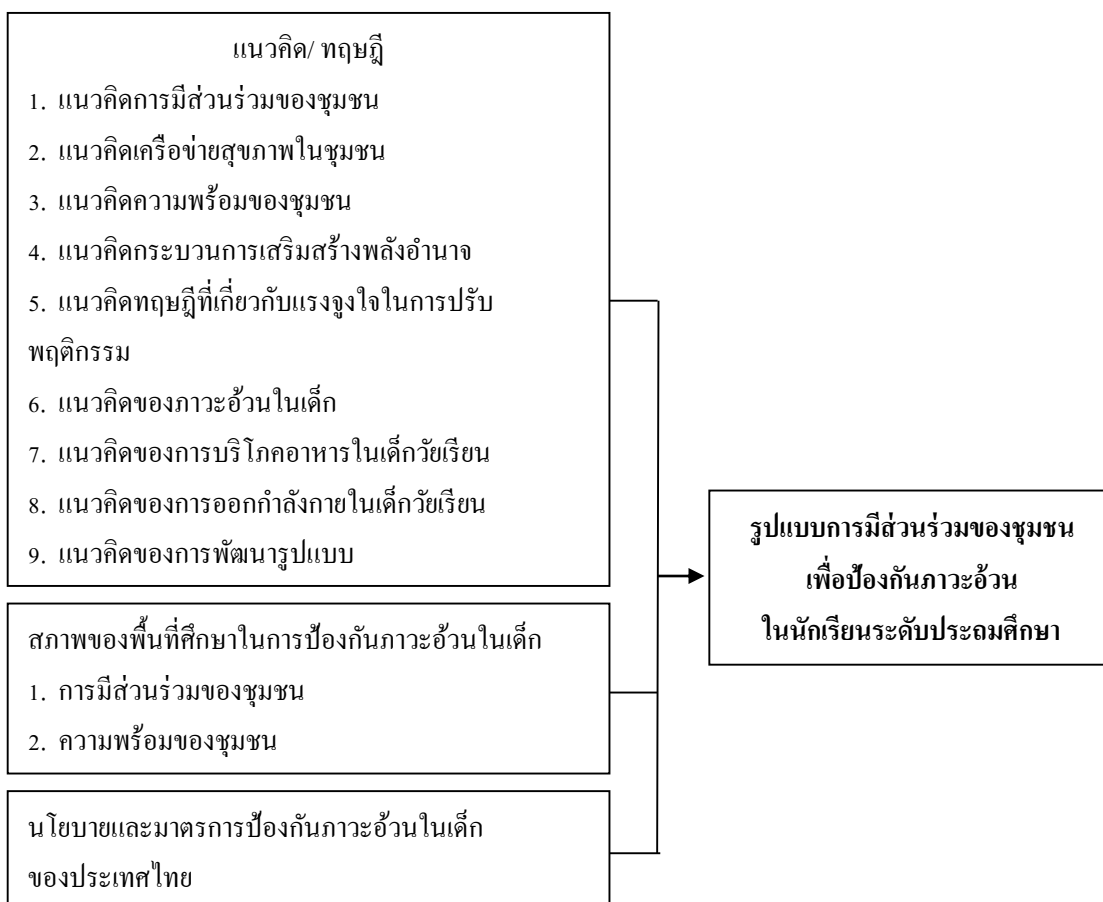 แนวคิด/ ทฤษฎี
1. แนวคิดการมีส่วนร่วมของชุมชน
2. แนวคิดเครือข่ายสุขภาพในชุมชน
3. แนวคิดความพร้อมของชุมชน
4. แนวคิดกระบวนการเสริมสร้างพลังอำนาจ
5. แนวคิดทฤษฎีที่เกี่ยวกับแรงจูงใจในการปรับ
พฤติกรรม
6. แนวคิดของภาวะอ้วนในเด็ก
7. แนวคิดของการบริโภคอาหารในเด็กวัยเรียน
8. แนวคิดของการออกกำลังกายในเด็กวัยเรียน
9. แนวคิดของการพัฒนารูปแบบ
สภาพของพื้นที่ศึกษาในการป้องกันภาวะอ้วนในเด็ก
1. การมีส่วนร่วมของชุมชน
2. ความพร้อมของชุมชน
นโยบายและมาตรการป้องกันภาวะอ้วนในเด็ก
ของประเทศไทย
รูปแบบการมีส่วนร่วมของชุมชน
เพื่อป้องกันภาวะอ้วน
ในนักเรียนระดับประถมศึกษา